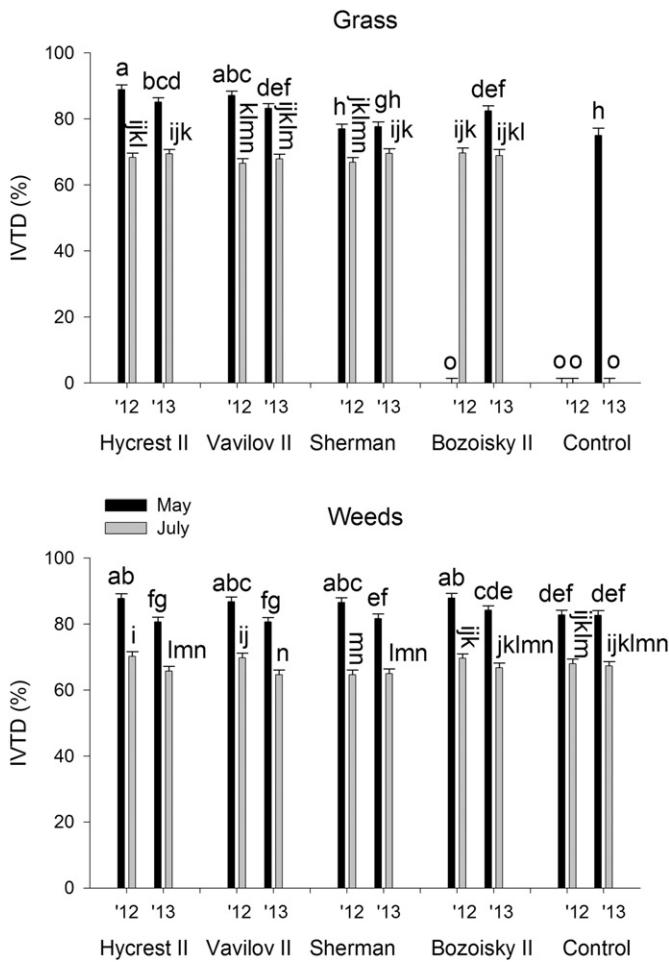 Grass
IVTD (%)
100
80
60
40
20
0
a
ijkl
bcd
ijk
abc
klmn
def
ijklm
h
jklmn
gh
ijk
o
ijk
def
ijkl
o o
h
o
'12 '13 '12 '13 '12 '13 '12 '13 '12 '13
Hycrest II Vavilov II Sherman Bozoisky II Control
May
July
Weeds
IVTD (%)
100
80
60
40
20
0
ab
i
fg
lmn
abc
ij
fg
n
abc
mn
ef
lmn
ab
ijk
cde
jklmn
def
ijklm
def
ijklmn
'12 '13 '12 '13 '12 '13 '12 '13 '12 '13
Hycrest II Vavilov II Sherman Bozoisky II Control